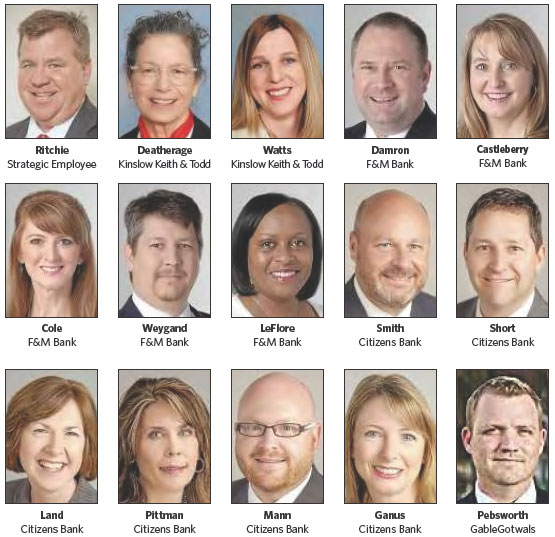 Ritchie
Strategic Employee
Deatherage
Kinslow Keith & Todd
Watts
Kinslow Keith & Todd
Damron
F&M Bank
Castleberry
F&M Bank
Cole
F&M Bank
Weygand
F&M Bank
LeFlore
F&M Bank
Smith
Citizens Bank
Short
Citizens Bank
Land
Citizens Bank
Pittman
Citizens Bank
Mann
Citizens Bank
Ganus
Citizens Bank
Pebsworth
GableGotwals